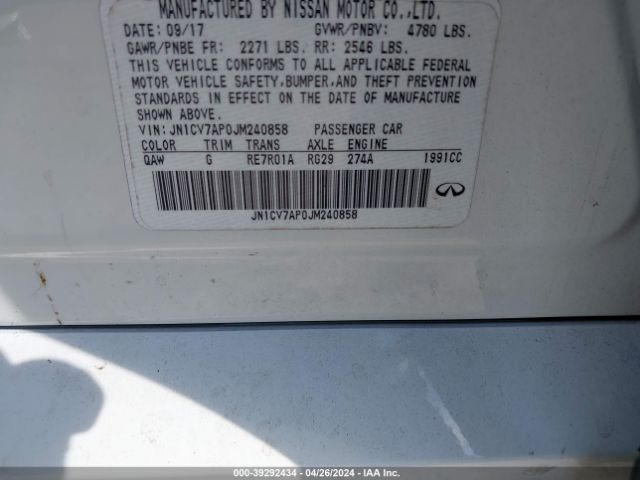 MANUFACTURED BY NISSAN MOTOR CO.,LTD.
DATE: 09/17 GVWR/PNBV: 4780 LBS.
GAWR/PNBE FR: 2271 LBS. RR: 2546 LBS.
THIS VEHICLE CONFORMS TO ALL APPLICABLE FEDERAL
MOTOR VEHICLE SAFETY, BUMPER, AND THEFT PREVENTION
STANDARDS IN EFFECT ON THE DATE OF MANUFACTURE
SHOWN ABOVE.
VIN: JN1CV7AP0JM240858 PASSENGER CAR
COLOR TRIM TRANS AXLE ENGINE
QAW G RE7R01A RG29 274A 1991CC
JN1CV7AP0JM240858
000-39292434 - 04/26/2024 - IAA Inc.